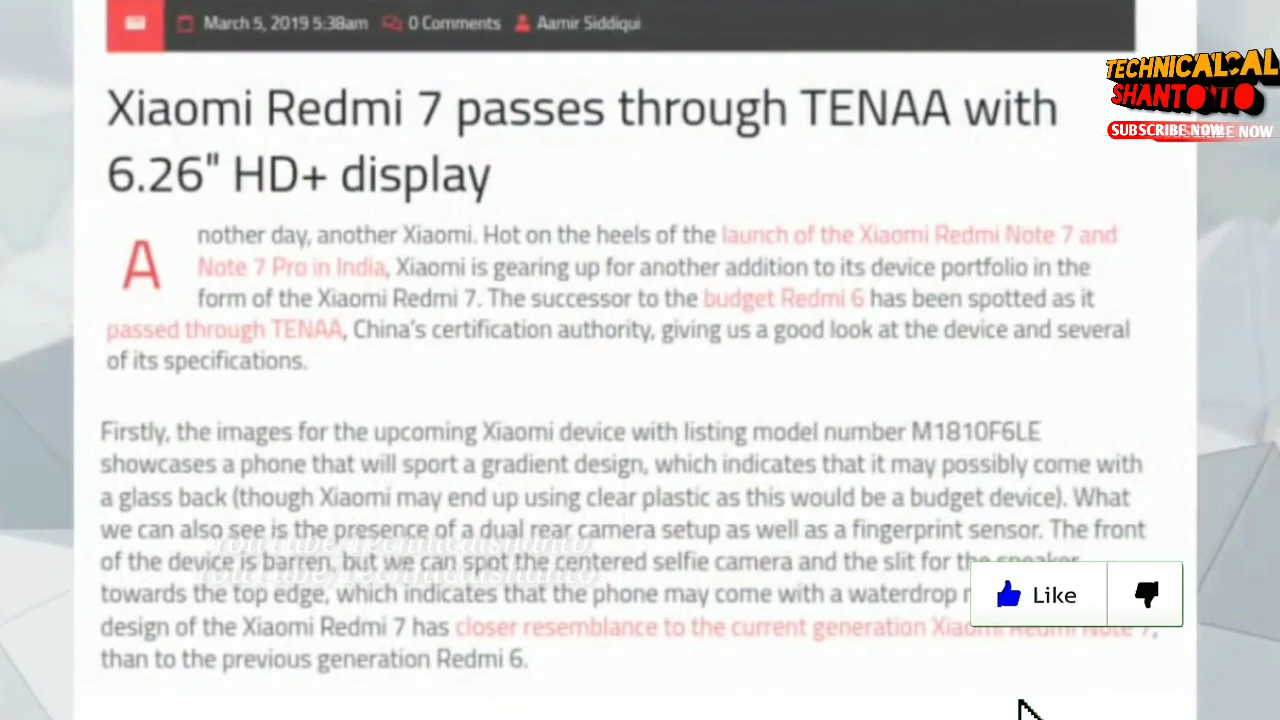 March 5, 2019 5:38am 0 Comments Aamir Siddiqui
TECHNICAL
SHANTO
SUBSCRIBE NOW
Xiaomi Redmi 7 passes through TENAA with
6.26" HD+ display
Another day, another Xiaomi. Hot on the heels of the launch of the Xiaomi Redmi Note 7 and
Note 7 Pro in India, Xiaomi is gearing up for another addition to its device portfolio in the
form of the Xiaomi Redmi 7. The successor to the budget Redmi 6 has been spotted as it
passed through TENAA, China's certification authority, giving us a good look at the device and several
of its specifications.
Firstly, the images for the upcoming Xiaomi device with listing model number M1810F6LE
showcases a phone that will sport a gradient design, which indicates that it may possibly come with
a glass back (though Xiaomi may end up using clear plastic as this would be a budget device). What
we can also see is the presence of a dual rear camera setup as well as a fingerprint sensor. The front
of the device is barren, but we can spot the centered selfie camera and the slit for the speaker
towards the top edge, which indicates that the phone may come with a waterdrop
design of the Xiaomi Redmi 7 has closer resemblance to the current generation Xiaomi Redmi Note 7,
than to the previous generation Redmi 6.
Youtube/Technicalshanto
Like